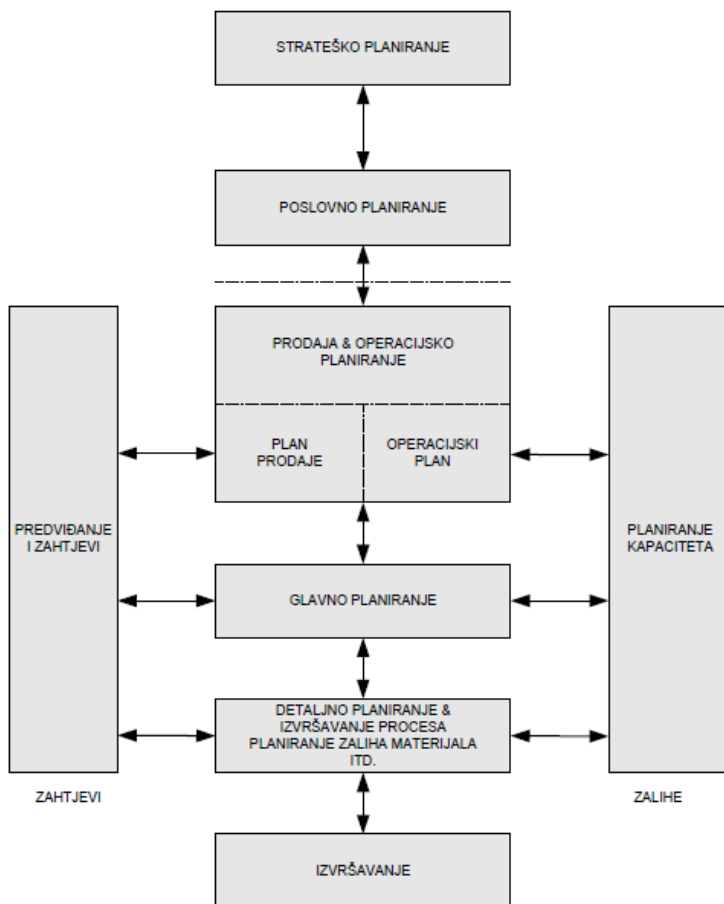 STRATEŠKO PLANIRANJE
POSLOVNO PLANIRANJE
PRODAJA & OPERACIJSKO
PLANIRANJE
PLAN
PRODAJE
OPERACIJSKI
PLAN
PREDVIĐANJE
I ZAHTJEVI
PLANIRANJE
KAPACITETA
GLAVNO PLANIRANJE
DETALJNO PLANIRANJE &
IZVRŠAVANJE PROCESA
PLANIRANJE ZALIHA MATERIJALA
ITD.
ZAHTJEVI
ZALIHE
IZVRŠAVANJE